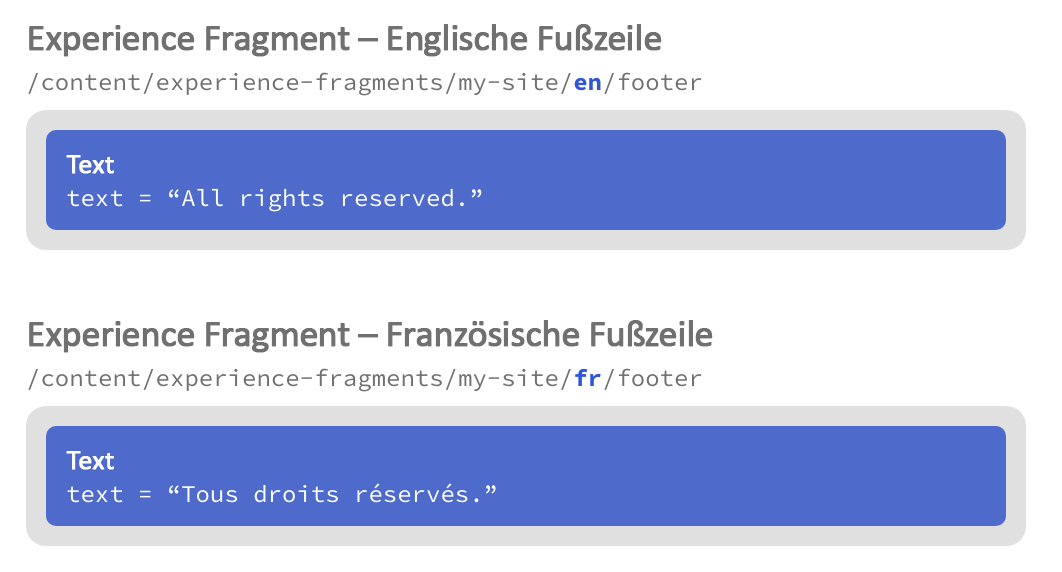 Experience Fragment – Englische Fußzeile
/content/experience-fragments/my-site/en/footer
Text
text = “All rights reserved.”
Experience Fragment – Französische Fußzeile
/content/experience-fragments/my-site/fr/footer
Text
text = “Tous droits réservés.”